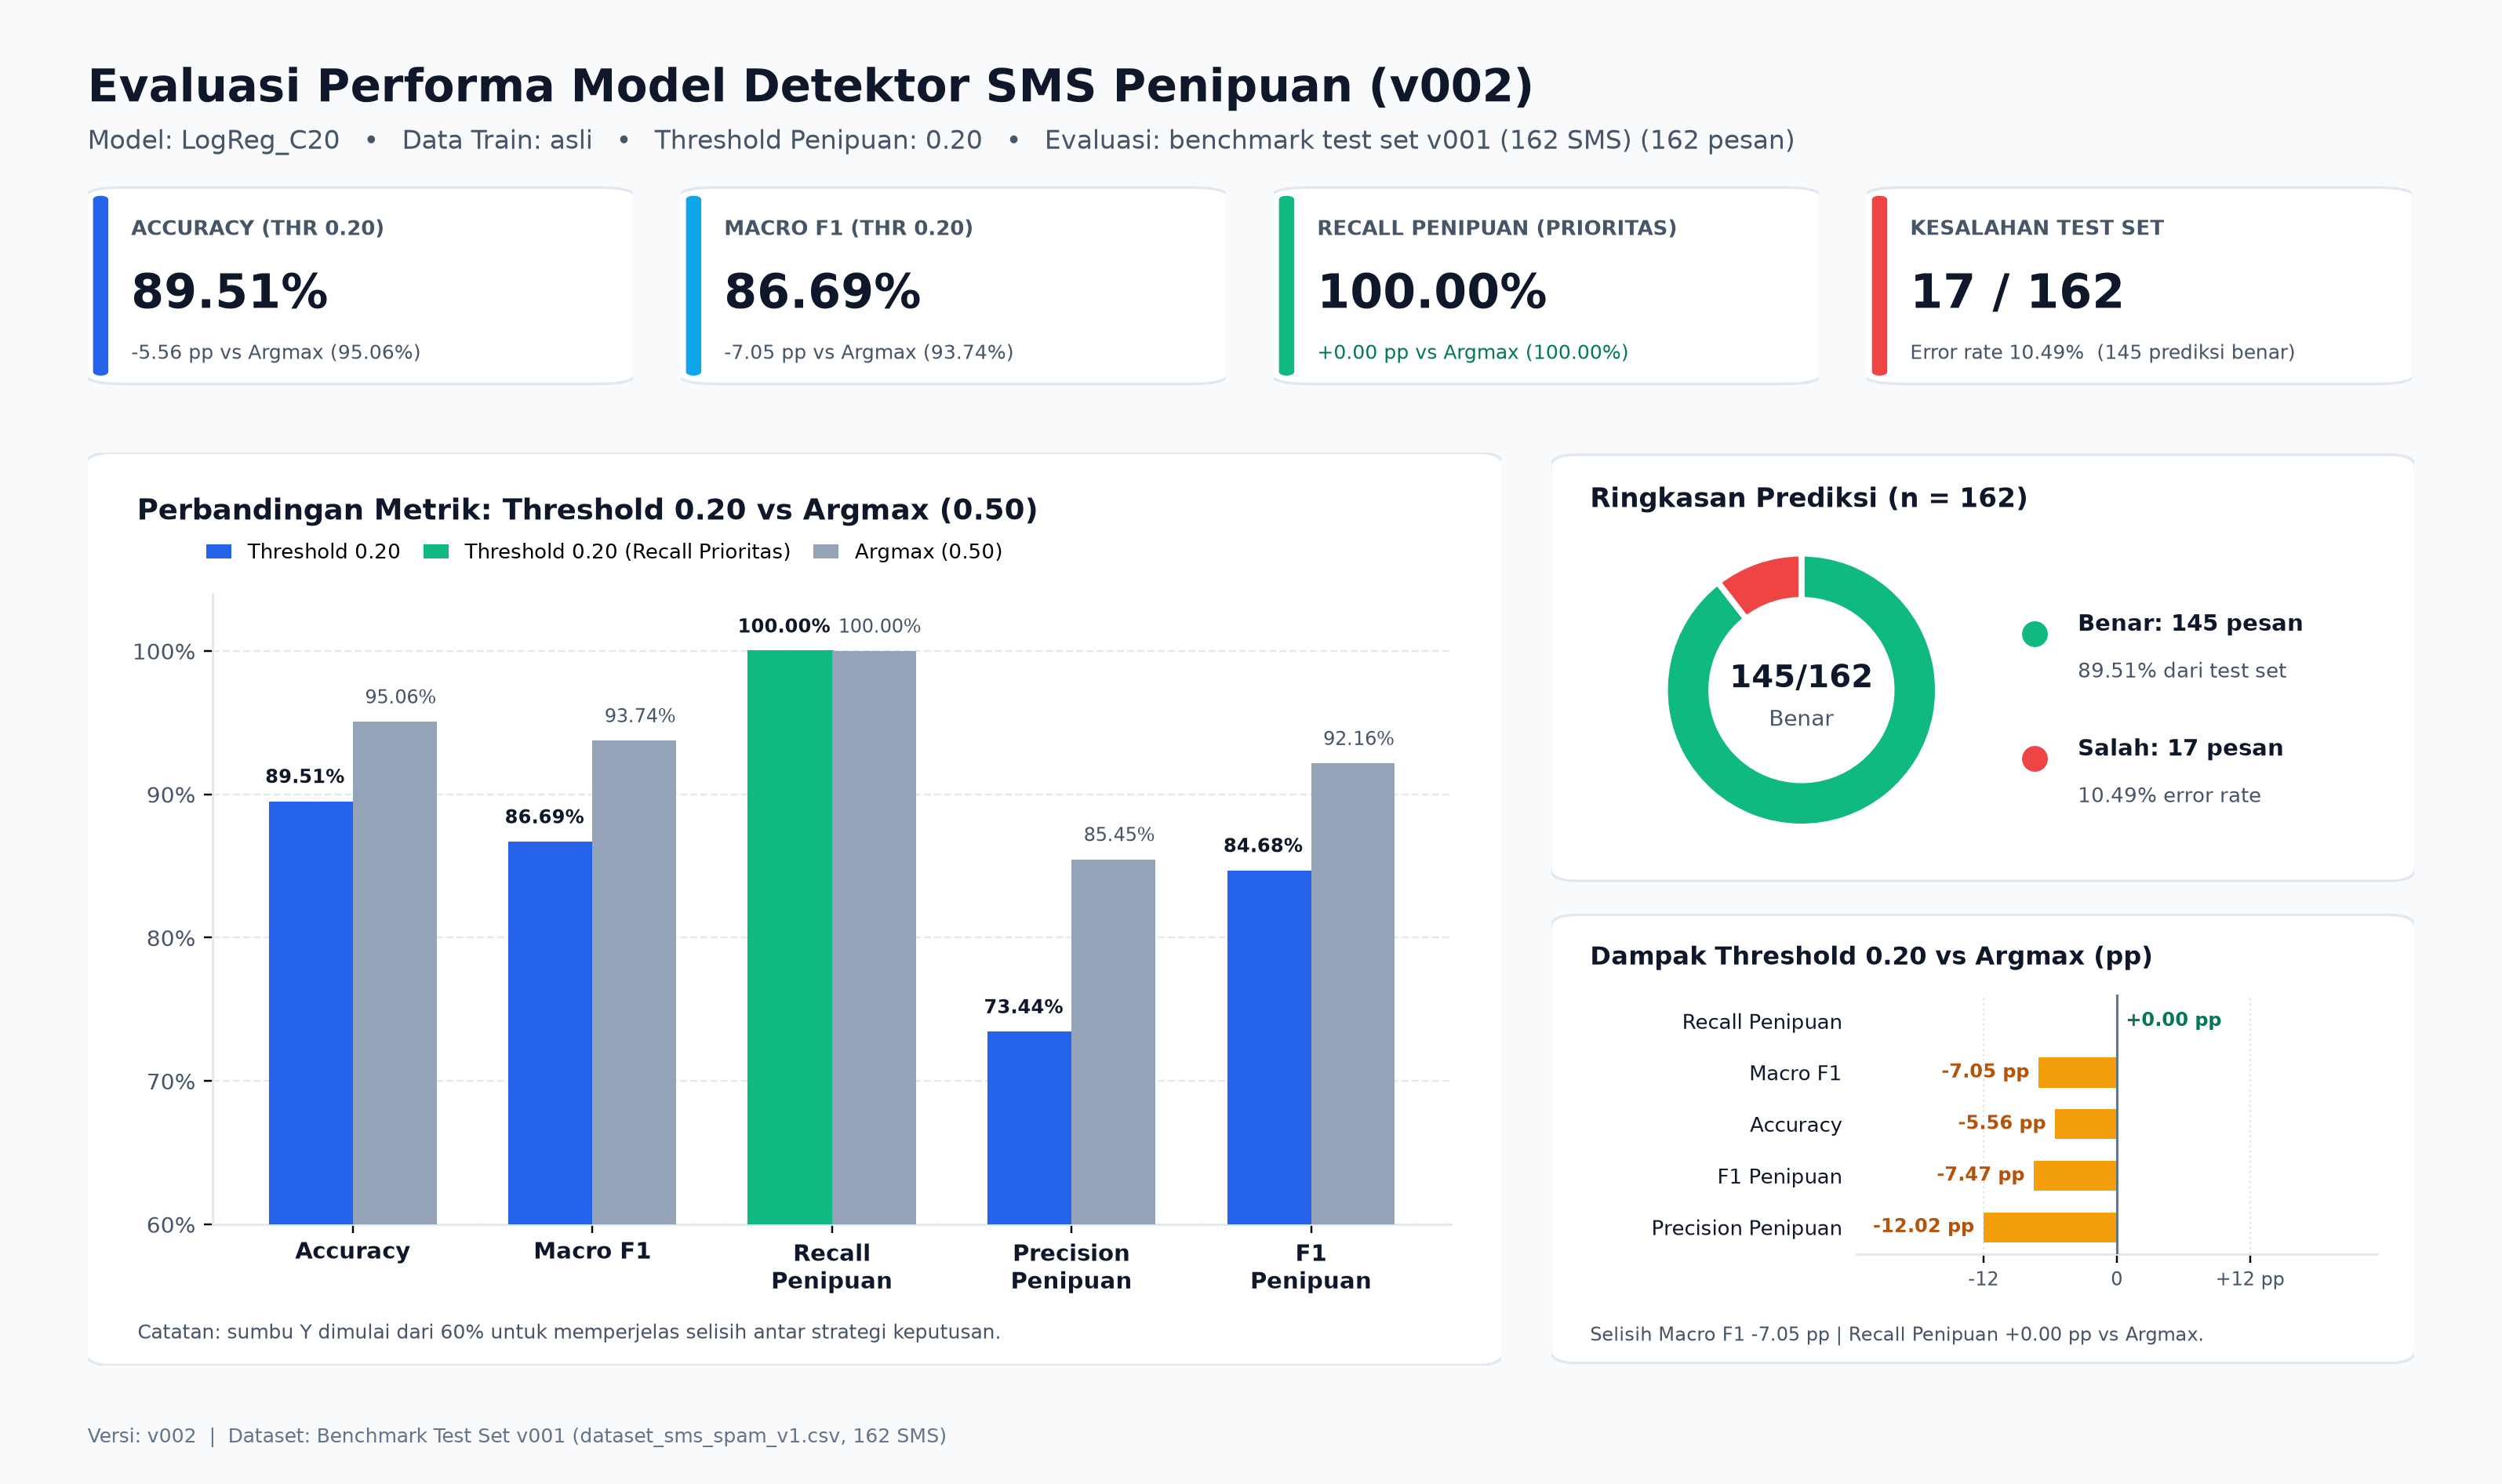 Evaluasi Performa Model Detektor SMS Penipuan (v002)
Model: LogReg_C20 • Data Train: asli • Threshold Penipuan: 0.20 • Evaluasi: benchmark test set v001 (162 SMS) (162 pesan)
ACCURACY (THR 0.20)
89.51%
-5.56 pp vs Argmax (95.06%)
MACRO F1 (THR 0.20)
86.69%
-7.05 pp vs Argmax (93.74%)
RECALL PENIPUAN (PRIORITAS)
100.00%
+0.00 pp vs Argmax (100.00%)
KESALAHAN TEST SET
17 / 162
Error rate 10.49% (145 prediksi benar)
Perbandingan Metrik: Threshold 0.20 vs Argmax (0.50)
Threshold 0.20 Threshold 0.20 (Recall Prioritas) Argmax (0.50)
100%
90%
80%
70%
60%
89.51% 95.06%
86.69% 93.74%
100.00% 100.00%
73.44% 85.45%
84.68% 92.16%
Accuracy
Macro F1
Recall
Penipuan
Precision
Penipuan
F1
Penipuan
Catatan: sumbu Y dimulai dari 60% untuk memperjelas selisih antar strategi keputusan.
Ringkasan Prediksi (n = 162)
145/162
Benar
Benar: 145 pesan
89.51% dari test set
Salah: 17 pesan
10.49% error rate
Dampak Threshold 0.20 vs Argmax (pp)
Recall Penipuan +0.00 pp
Macro F1 -7.05 pp
Accuracy -5.56 pp
F1 Penipuan -7.47 pp
Precision Penipuan -12.02 pp
-12 0 +12 pp
Selisih Macro F1 -7.05 pp | Recall Penipuan +0.00 pp vs Argmax.
Versi: v002 | Dataset: Benchmark Test Set v001 (dataset_sms_spam_v1.csv, 162 SMS)